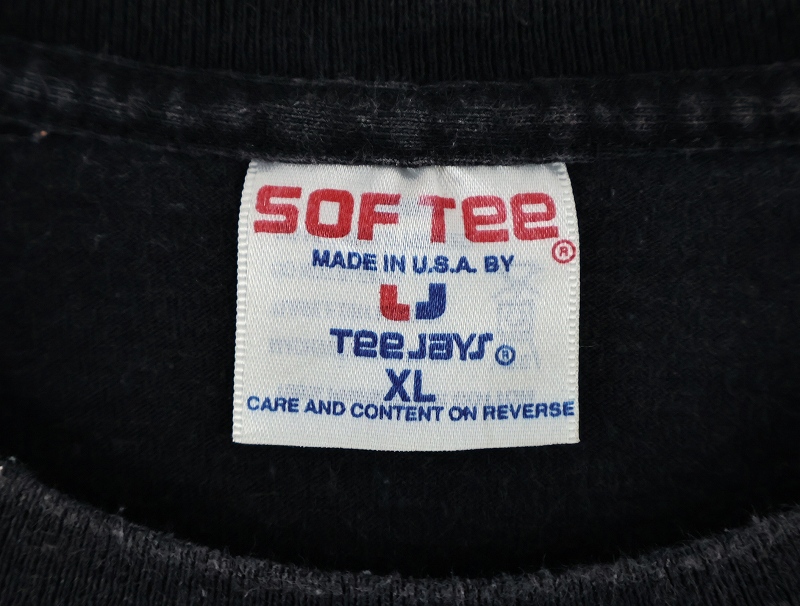 SOF TEE ®
MADE IN U.S.A. BY
TEE JAYS ®
XL
CARE AND CONTENT ON REVERSE